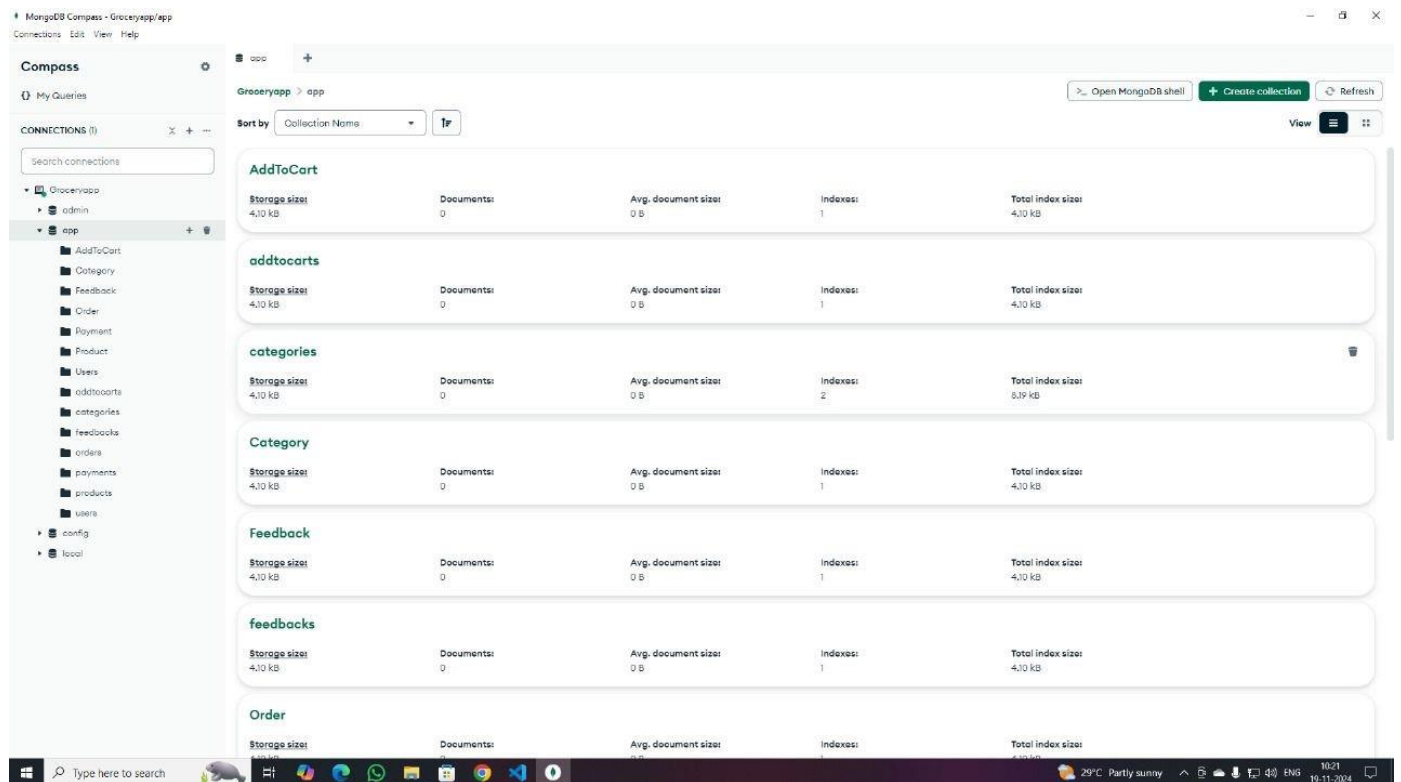 MongoDB Compass - Groceryapp/app
Connections Edit View Help
Compass
My Queries
CONNECTIONS (1)
Search connections
Groceryapp
admin
app
AddToCart
Category
Feedback
Order
Payment
Product
Users
addtocarts
categories
feedbacks
orders
payments
products
users
config
local
app
Groceryapp > app
>_ Open MongoDB shell
+ Create collection
Refresh
Sort by Collection Name
View
AddToCart
Storage size: Documents: Avg. document size: Indexes: Total index size:
4.10 kB 0 0 B 1 4.10 kB
addtocarts
Storage size: Documents: Avg. document size: Indexes: Total index size:
4.10 kB 0 0 B 1 4.10 kB
categories
Storage size: Documents: Avg. document size: Indexes: Total index size:
4.10 kB 0 0 B 2 8.19 kB
Category
Storage size: Documents: Avg. document size: Indexes: Total index size:
4.10 kB 0 0 B 1 4.10 kB
Feedback
Storage size: Documents: Avg. document size: Indexes: Total index size:
4.10 kB 0 0 B 1 4.10 kB
feedbacks
Storage size: Documents: Avg. document size: Indexes: Total index size:
4.10 kB 0 0 B 1 4.10 kB
Order
Storage size: Documents: Avg. document size: Indexes: Total index size:
Type here to search
29°C Partly sunny
ENG
10:21
19-11-2024